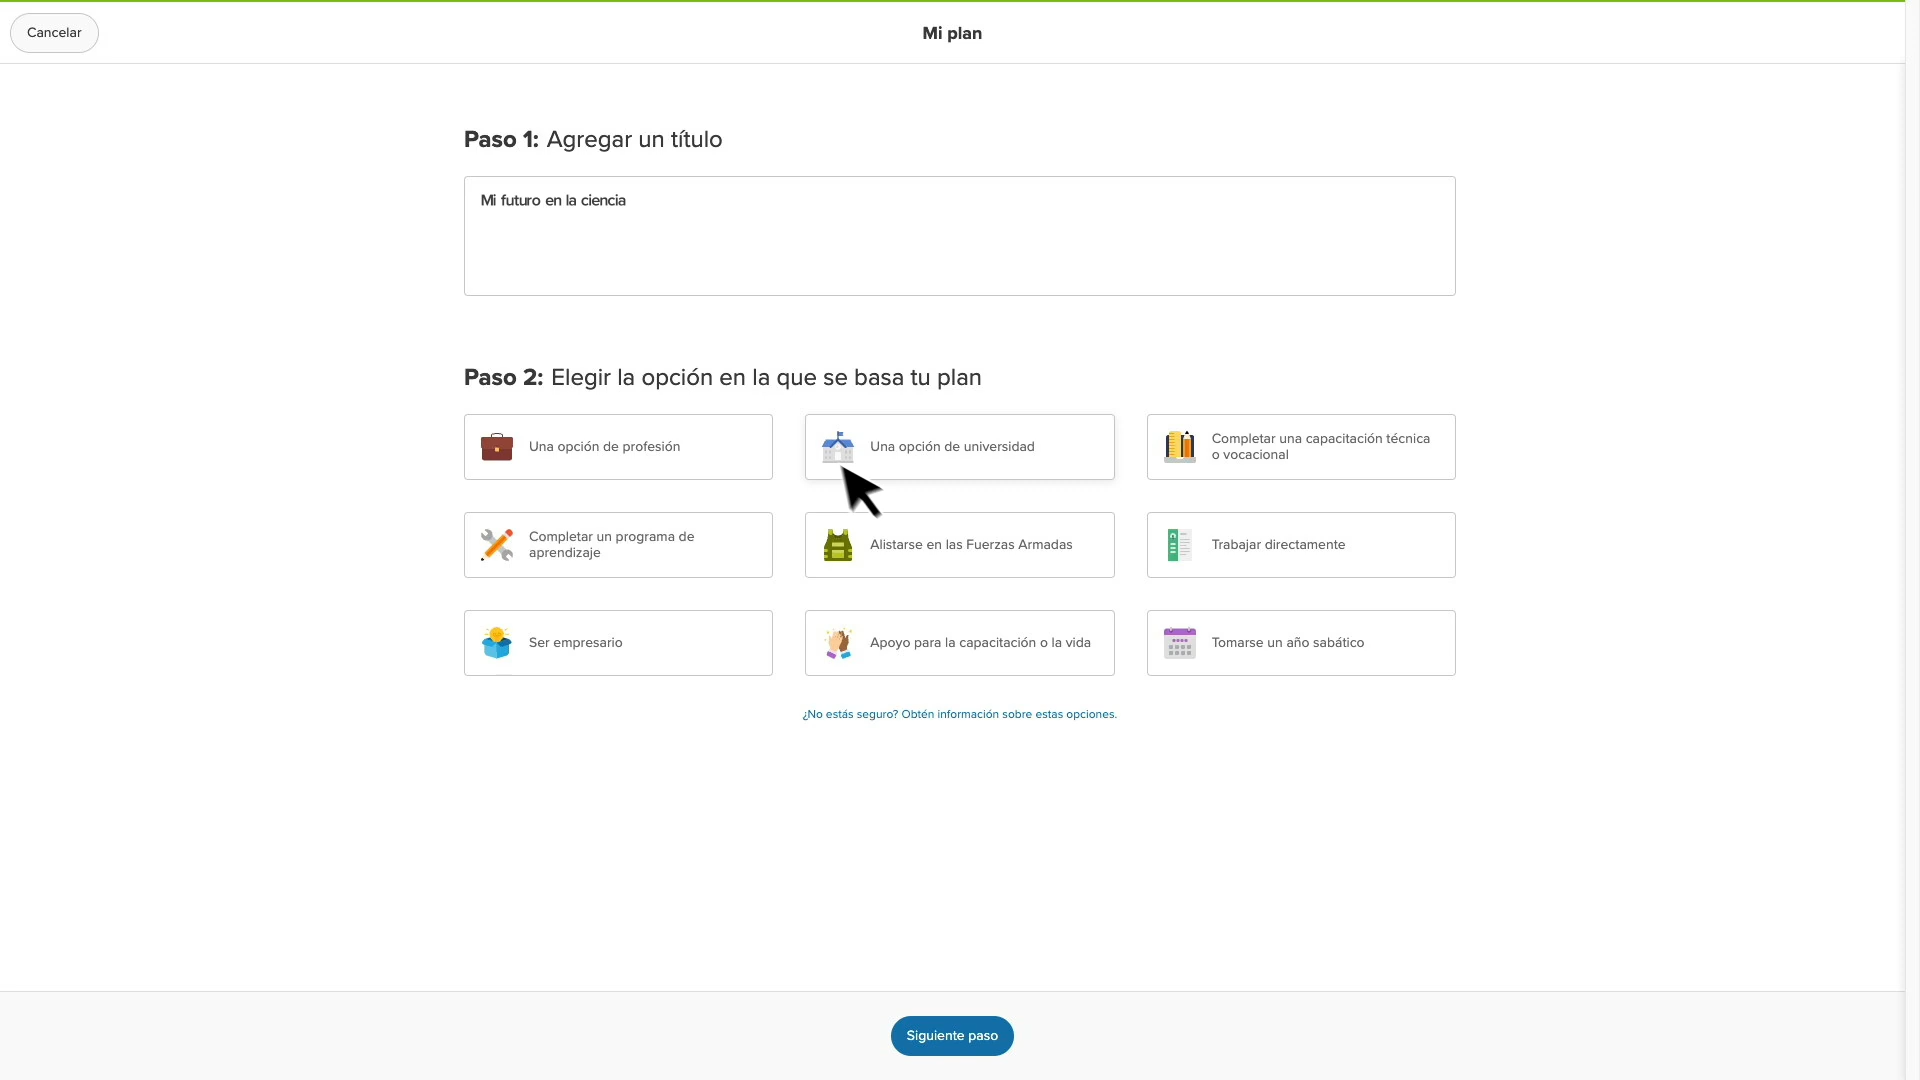 Cancelar
Mi plan
Paso 1: Agregar un título
Mi futuro en la ciencia
Paso 2: Elegir la opción en la que se basa tu plan
Una opción de profesión
Una opción de universidad
Completar una capacitación técnica
o vocacional
Completar un programa de
aprendizaje
Alistarse en las Fuerzas Armadas
Trabajar directamente
Ser empresario
Apoyo para la capacitación o la vida
Tomarse un año sabático
¿No estás seguro? Obtén información sobre estas opciones.
Siguiente paso